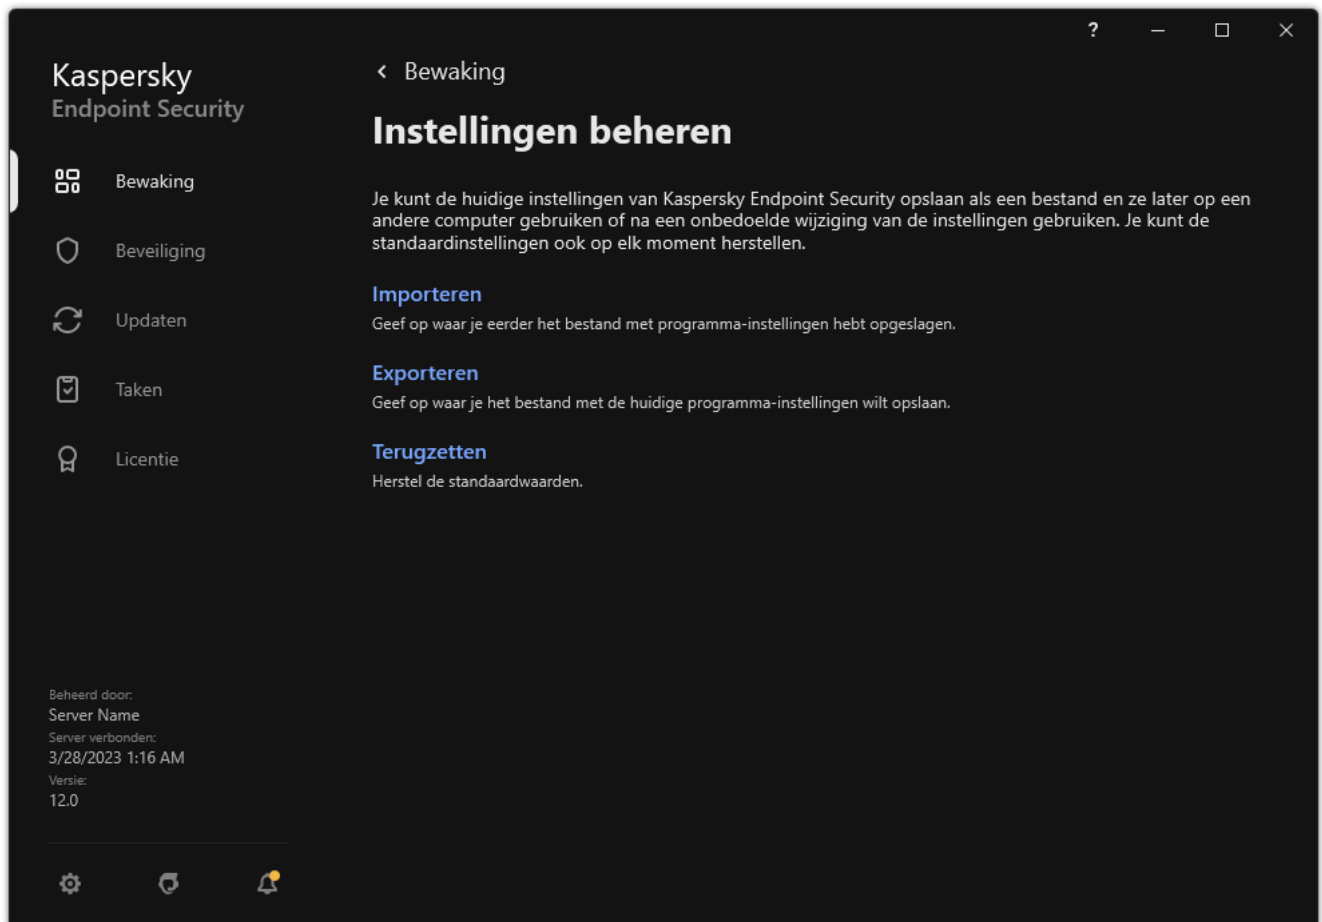 ?
Kaspersky
Endpoint Security
Bewaking
Beveiliging
Updaten
Taken
Licentie
Beheerd door:
Server Name
Server verbonden:
3/28/2023 1:16 AM
Versie:
12.0
Bewaking
Instellingen beheren
Je kunt de huidige instellingen van Kaspersky Endpoint Security opslaan als een bestand en ze later op een
andere computer gebruiken of na een onbedoelde wijziging van de instellingen gebruiken. Je kunt de
standaardinstellingen ook op elk moment herstellen.
Importeren
Geef op waar je eerder het bestand met programma-instellingen hebt opgeslagen.
Exporteren
Geef op waar je het bestand met de huidige programma-instellingen wilt opslaan.
Terugzetten
Herstel de standaardwaarden.